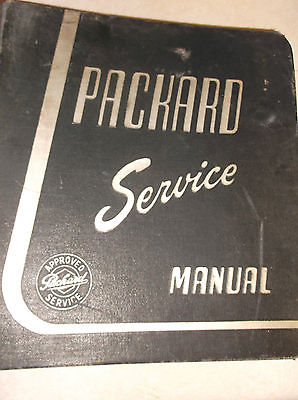 PACKARD
Service
MANUAL
APPROVED
Packard
SERVICE